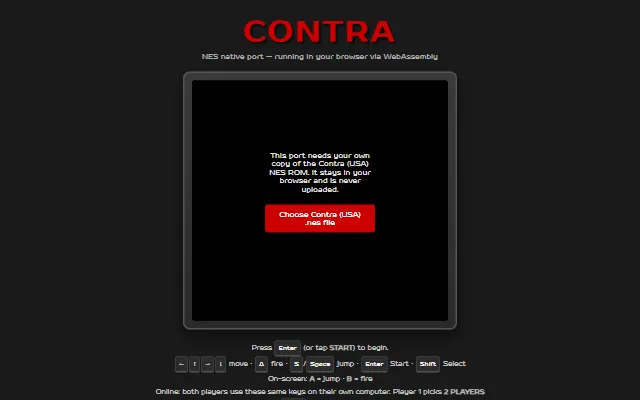 CONTRA
NES native port — running in your browser via WebAssembly
This port needs your own
copy of the Contra (USA)
NES ROM. It stays in your
browser and is never
uploaded.
Choose Contra (USA)
.nes file
Press Enter (or tap START) to begin.
← ↑ → ↓ move · A fire · S / Space jump · Enter Start · Shift Select
On-screen: A = jump · B = fire
Online: both players use these same keys on their own computer. Player 1 picks 2 PLAYERS